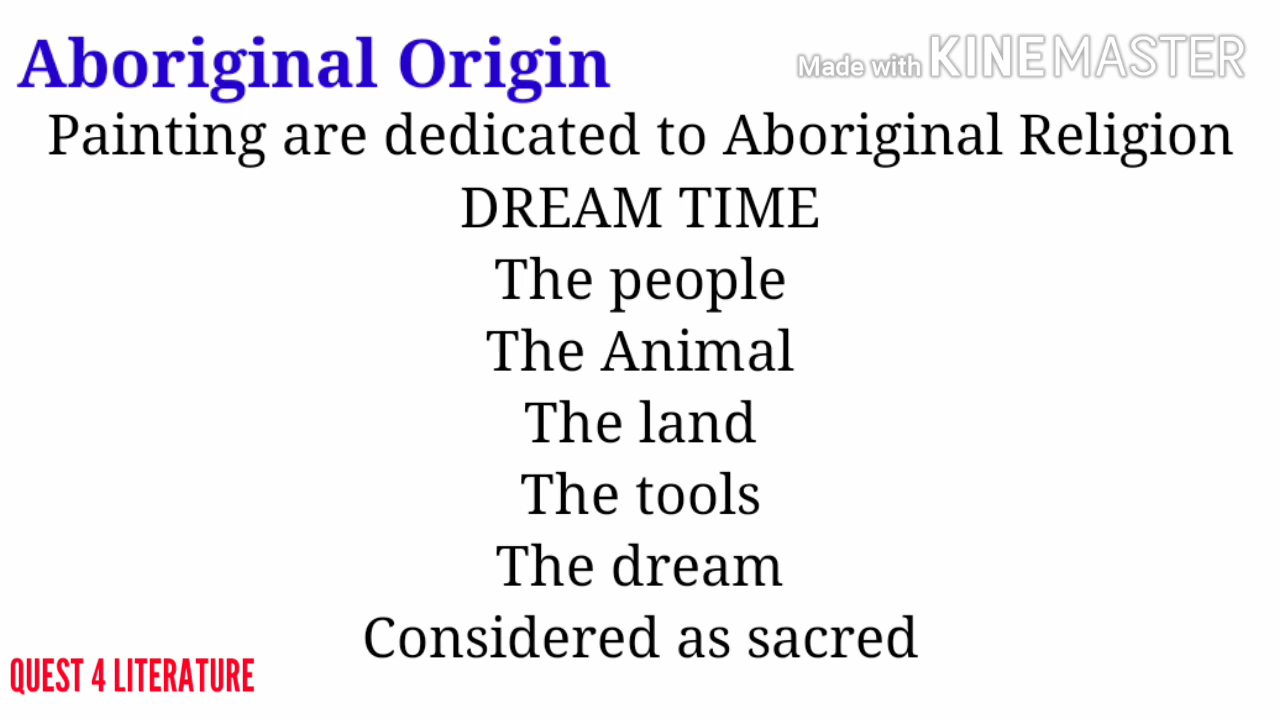 Aboriginal Origin
Made with KINEMASTER
Painting are dedicated to Aboriginal Religion
DREAM TIME
The people
The Animal
The land
The tools
The dream
Considered as sacred
QUEST 4 LITERATURE